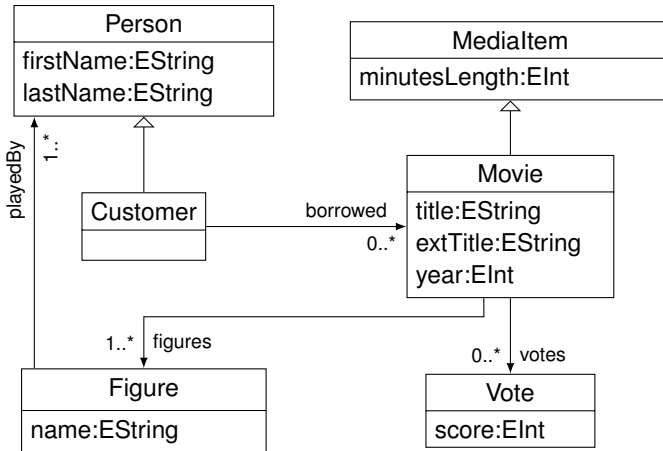 Person
firstName:EString
lastName:EString
MediaItem
minutesLength:EInt
playedBy
1..*
Customer
borrowed
0..*
Movie
title:EString
extTitle:EString
year:EInt
1..* figures
0..* votes
Figure
name:EString
Vote
score:EInt